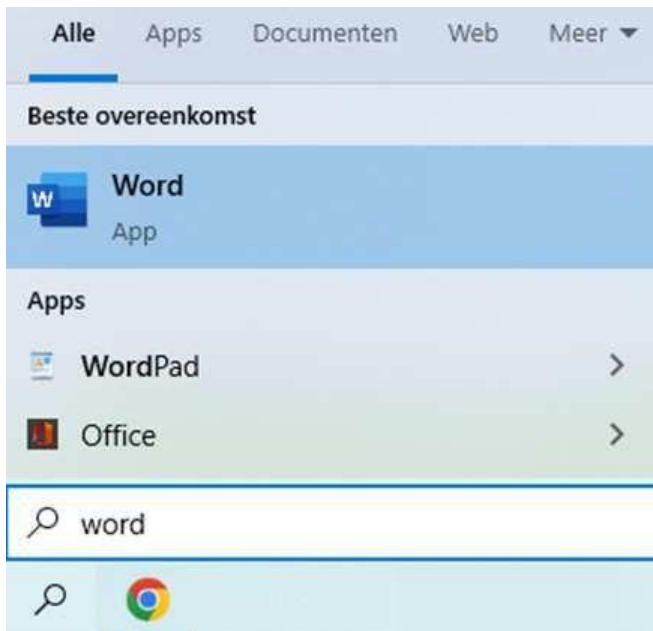 Alle Apps Documenten Web Meer
Beste overeenkomst
W Word
App
Apps
WordPad
Office
word